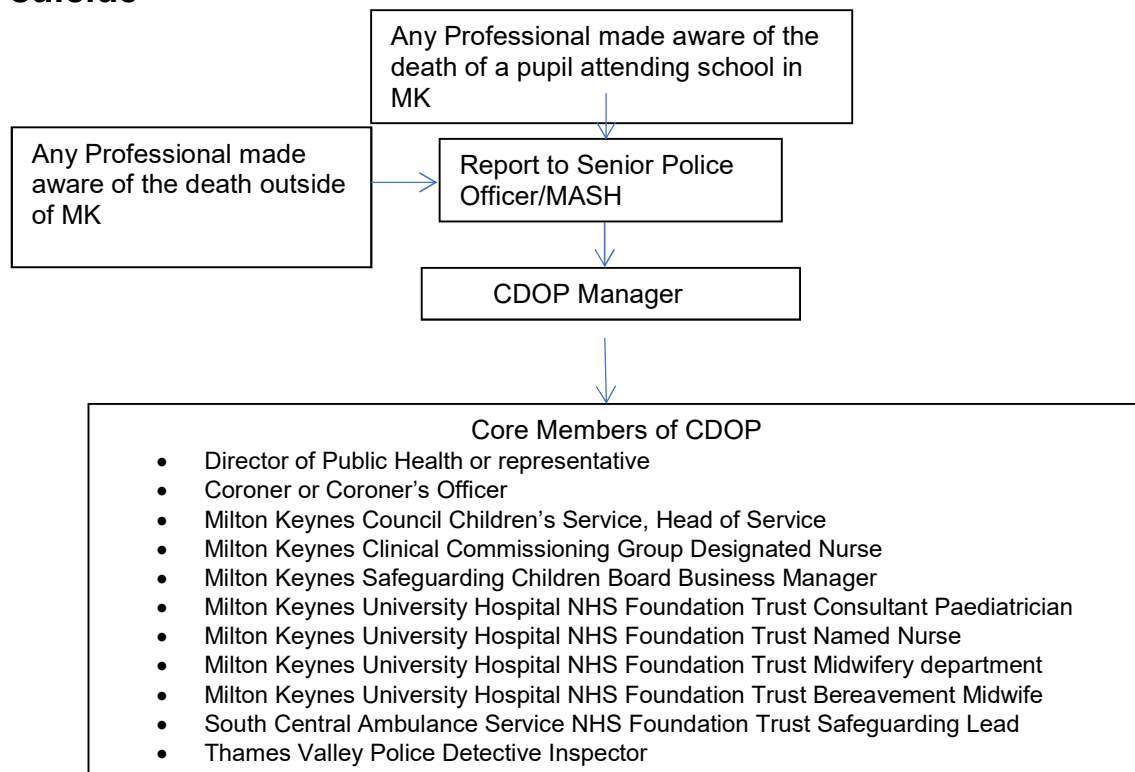 Any Professional made aware of the
death of a pupil attending school in
MK
Any Professional made
aware of the death outside
of MK
Report to Senior Police
Officer/MASH
CDOP Manager
Core Members of CDOP
• Director of Public Health or representative
• Coroner or Coroner’s Officer
• Milton Keynes Council Children’s Service, Head of Service
• Milton Keynes Clinical Commissioning Group Designated Nurse
• Milton Keynes Safeguarding Children Board Business Manager
• Milton Keynes University Hospital NHS Foundation Trust Consultant Paediatrician
• Milton Keynes University Hospital NHS Foundation Trust Named Nurse
• Milton Keynes University Hospital NHS Foundation Trust Midwifery department
• Milton Keynes University Hospital NHS Foundation Trust Bereavement Midwife
• South Central Ambulance Service NHS Foundation Trust Safeguarding Lead
• Thames Valley Police Detective Inspector